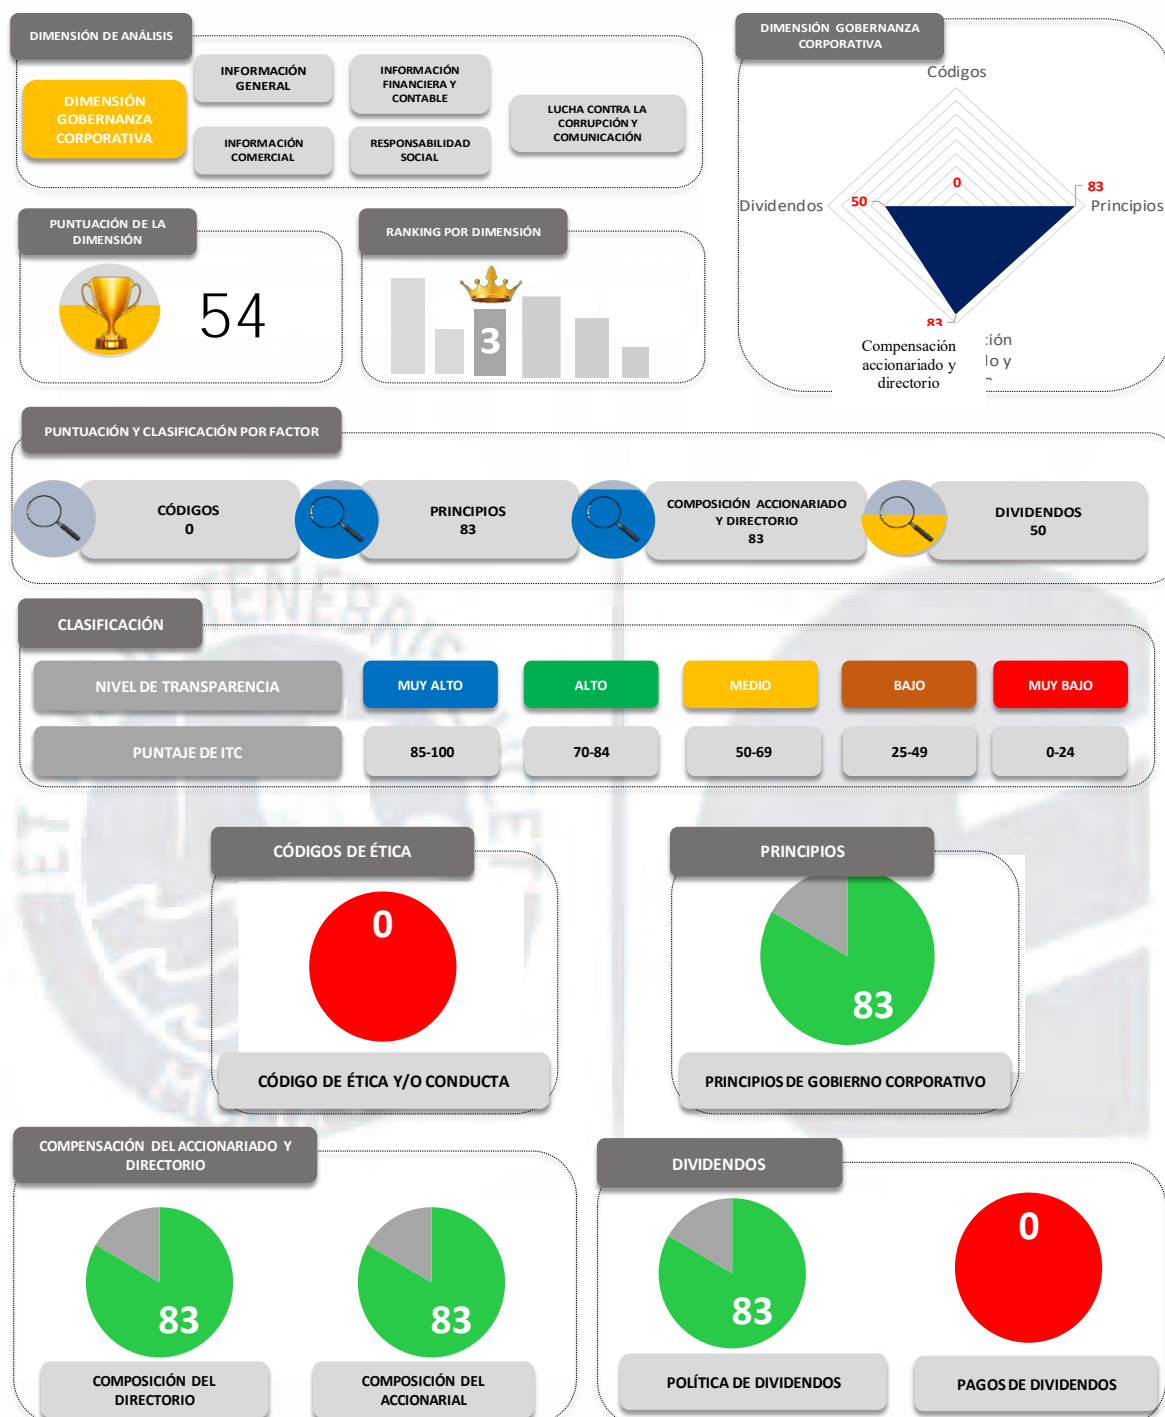 DIMENSIÓN DE ANÁLISIS
DIMENSIÓN
GOBERNANZA
CORPORATIVA
INFORMACIÓN
GENERAL
INFORMACIÓN
FINANCIERA Y
CONTABLE
LUCHA CONTRA LA
CORRUPCIÓN Y
COMUNICACIÓN
INFORMACIÓN
COMERCIAL
RESPONSABILIDAD
SOCIAL
DIMENSIÓN GOBERNANZA
CORPORATIVA
Códigos
0
83
Principios
50
Dividendos
83
Compensación
accionariado y
directorio
ción
lo y
PUNTUACIÓN DE LA
DIMENSIÓN
54
RANKING POR DIMENSIÓN
3
PUNTUACIÓN Y CLASIFICACIÓN POR FACTOR
CÓDIGOS
0
PRINCIPIOS
83
COMPOSICIÓN ACCIONARIADO
Y DIRECTORIO
83
DIVIDENDOS
50
CLASIFICACIÓN
NIVEL DE TRANSPARENCIA
MUY ALTO
ALTO
MEDIO
BAJO
MUY BAJO
PUNTAJE DE ITC
85-100
70-84
50-69
25-49
0-24
CÓDIGOS DE ÉTICA
0
CÓDIGO DE ÉTICA Y/O CONDUCTA
PRINCIPIOS
83
PRINCIPIOS DE GOBIERNO CORPORATIVO
COMPENSACIÓN DEL ACCIONARIADO Y
DIRECTORIO
83
COMPOSICIÓN DEL
DIRECTORIO
83
COMPOSICIÓN DEL
ACCIONARIAL
DIVIDENDOS
83
POLÍTICA DE DIVIDENDOS
0
PAGOS DE DIVIDENDOS